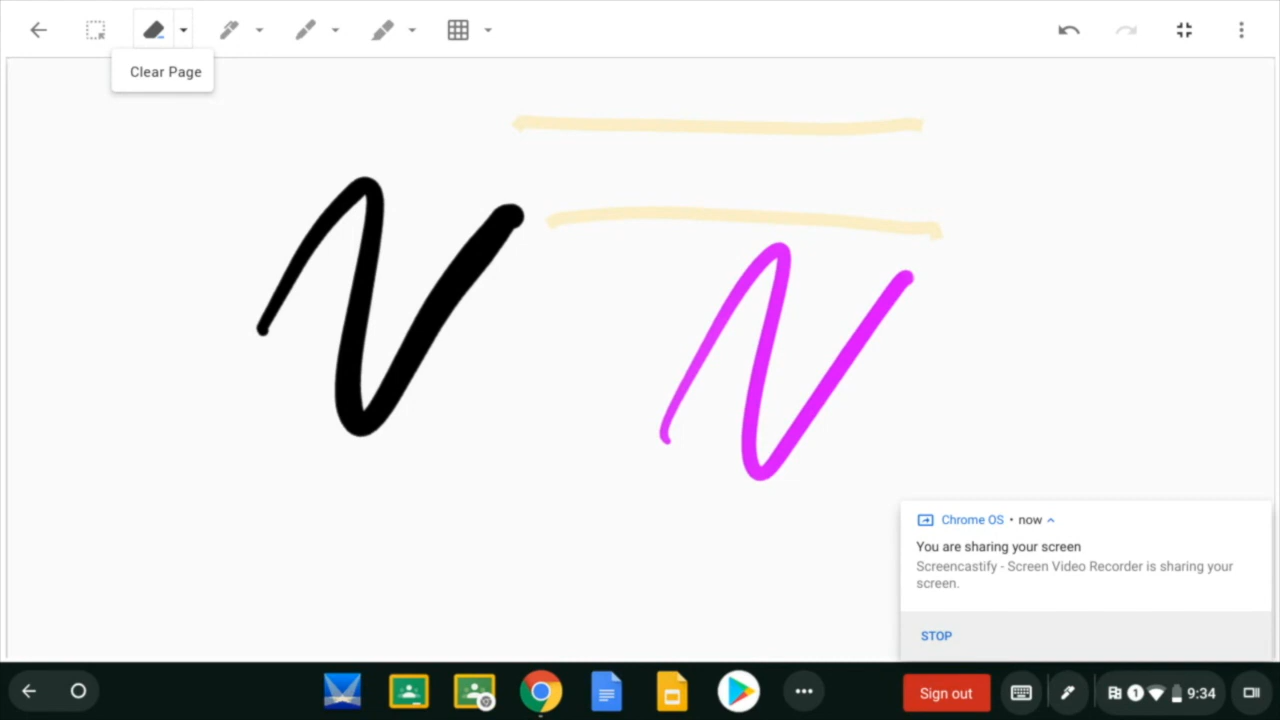 Clear Page
N N
Chrome OS • now
You are sharing your screen
Screencastify - Screen Video Recorder is sharing your
screen.
STOP
Sign out
1
9:34